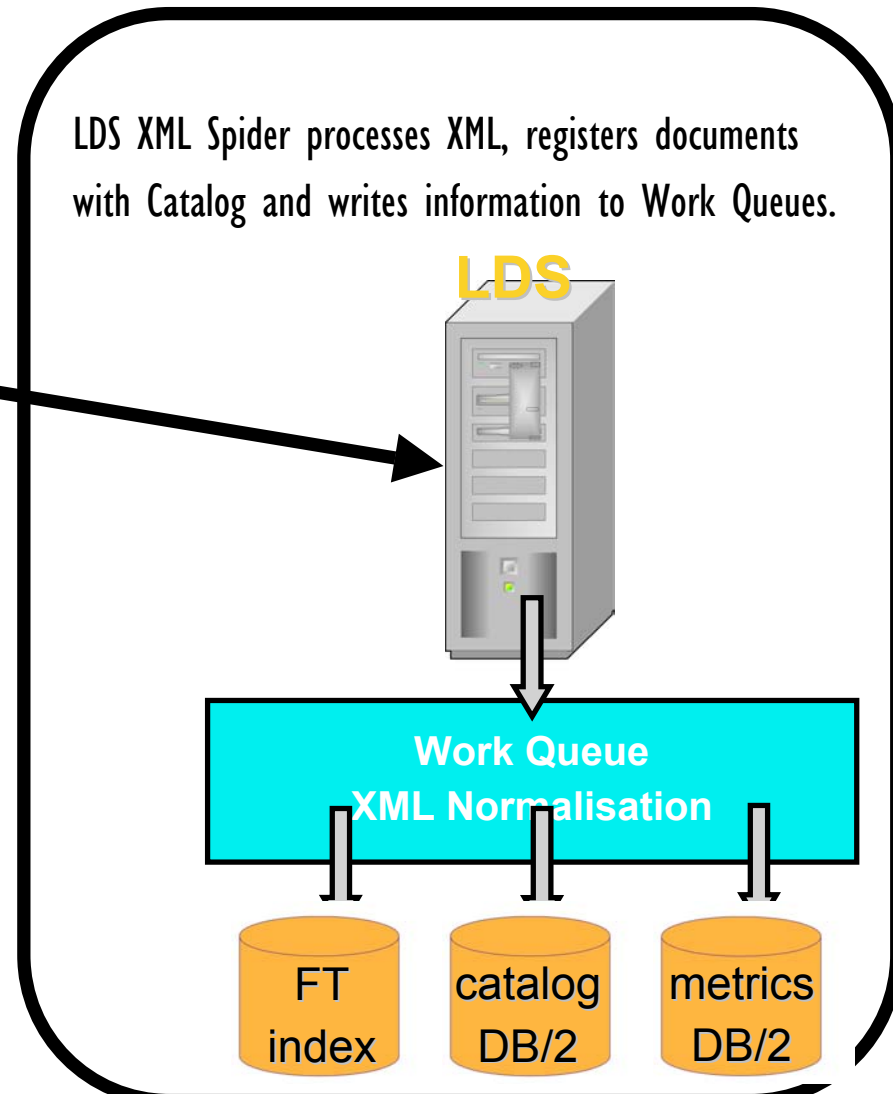 LDS XML Spider processes XML, registers documents
with Catalog and writes information to Work Queues.
LDS
Work Queue
XML Normalisation
FT
index
catalog
DB/2
metrics
DB/2